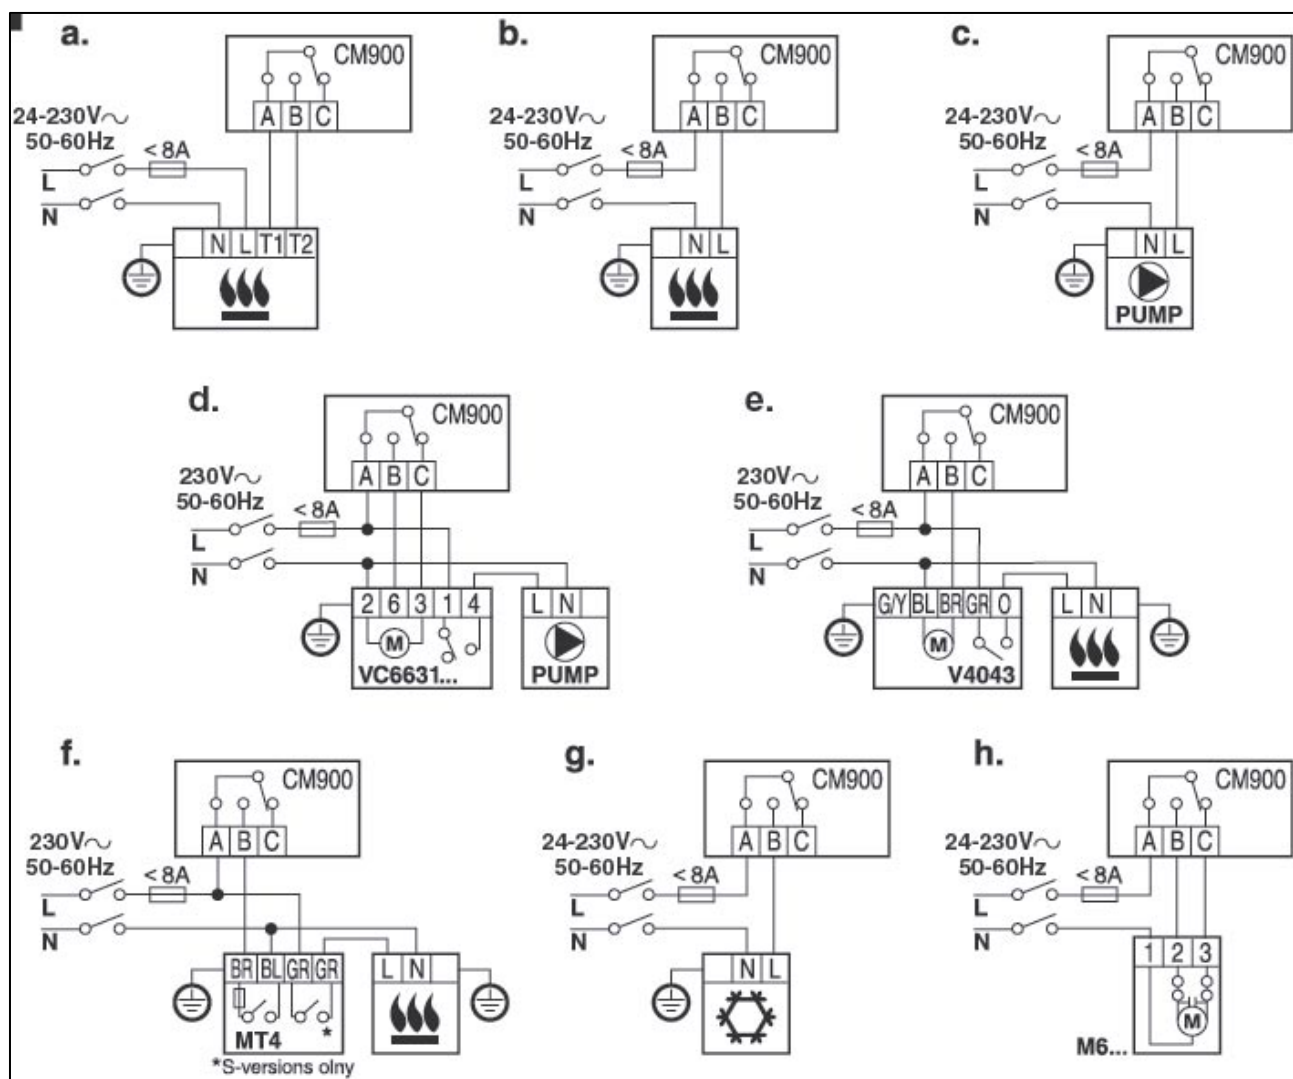 a.
CM900
A B C
24-230V~
50-60Hz
< 8A
L
N
N L T1 T2
b.
CM900
A B C
24-230V~
50-60Hz
< 8A
L
N
N L
c.
CM900
A B C
24-230V~
50-60Hz
< 8A
L
N
N L
PUMP
d.
CM900
A B C
230V~
50-60Hz
< 8A
L
N
2 6 3 1 4
M
VC6631...
L N
PUMP
e.
CM900
A B C
230V~
50-60Hz
< 8A
L
N
G/Y BL BR GR O
M
V4043
L N
f.
CM900
A B C
230V~
50-60Hz
< 8A
L
N
BR BL GR GR
*
MT4
*S-versions olny
L N
g.
CM900
A B C
24-230V~
50-60Hz
< 8A
L
N
N L
h.
CM900
A B C
24-230V~
50-60Hz
< 8A
L
N
1 2 3
M
M6...